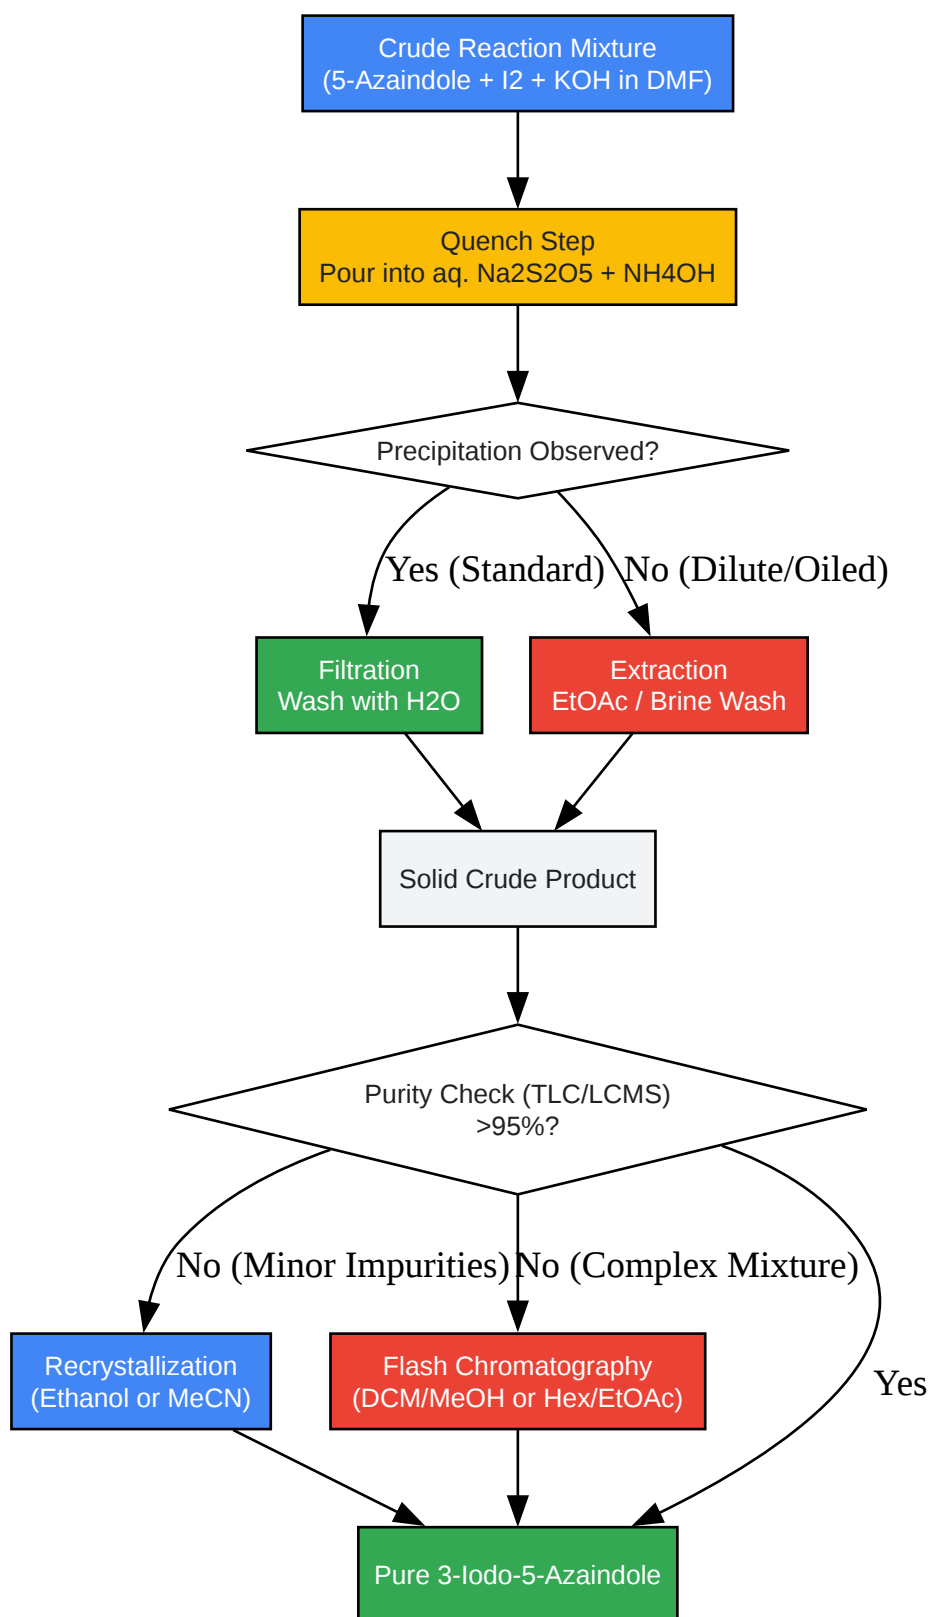 Crude Reaction Mixture
(5-Azaindole + I2 + KOH in DMF)
Quench Step
Pour into aq. Na2S2O5 + NH4OH
Precipitation Observed?
Yes (Standard)
No (Dilute/Oiled)
Filtration
Wash with H2O
Extraction
EtOAc / Brine Wash
Solid Crude Product
Purity Check (TLC/LCMS)
>95%?
No (Minor Impurities)
No (Complex Mixture)
Yes
Recrystallization
(Ethanol or MeCN)
Flash Chromatography
(DCM/MeOH or Hex/EtOAc)
Pure 3-Iodo-5-Azaindole